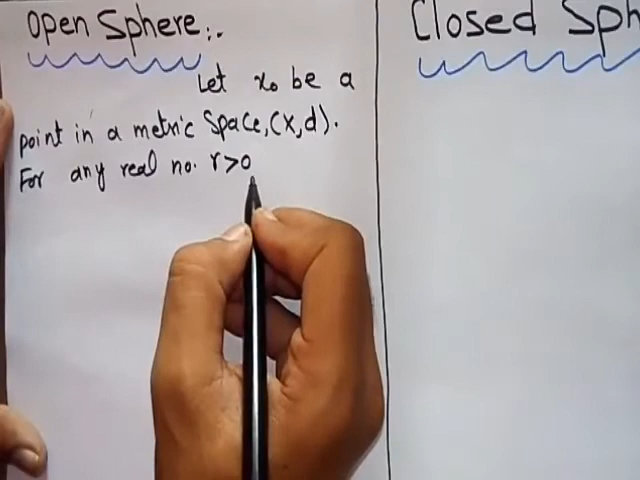 Open Sphere:.
Let x₀ be a
point in a metric Space,(X,d).
For any real no. r>0
Closed Sph